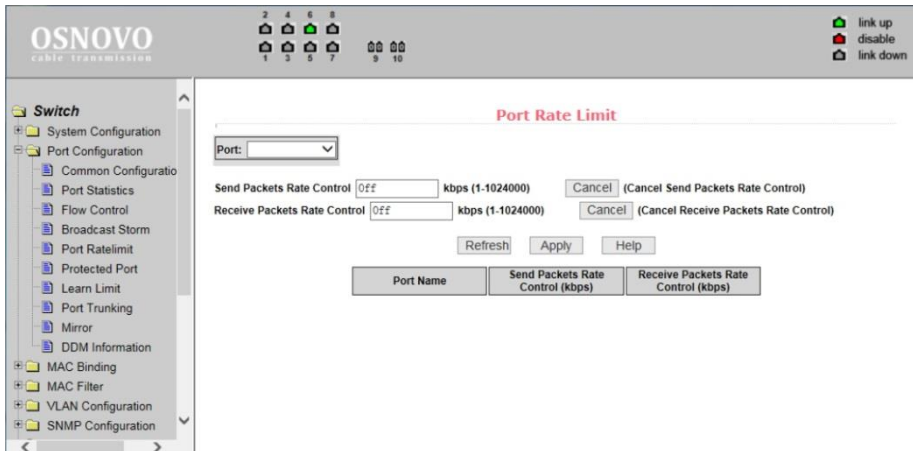 OSNOVO
cable transmission
2 4 6 8
1 3 5 7 9 10
link up
disable
link down
Switch
System Configuration
Port Configuration
Common Configuratio
Port Statistics
Flow Control
Broadcast Storm
Port Ratelimit
Protected Port
Learn Limit
Port Trunking
Mirror
DDM Information
MAC Binding
MAC Filter
VLAN Configuration
SNMP Configuration
Port Rate Limit
Port:
Send Packets Rate Control Off kbps (1-1024000) Cancel (Cancel Send Packets Rate Control)
Receive Packets Rate Control Off kbps (1-1024000) Cancel (Cancel Receive Packets Rate Control)
Refresh Apply Help
Port Name Send Packets Rate Control (kbps) Receive Packets Rate Control (kbps)